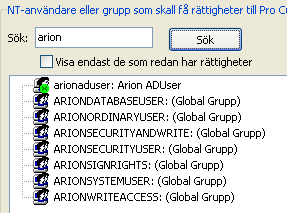 NT-användare eller grupp som skall få rättigheter till Pro Cu
Sök: arion Sök
Visa endast de som redan har rättigheter
arionaduser: Arion ADUser
ARIONDATABASEUSER: (Global Grupp)
ARIONORDINARYUSER: (Global Grupp)
ARIONSECURITYANDWRITE: (Global Grupp)
ARIONSECURITYUSER: (Global Grupp)
ARIONSIGNRIGHTS: (Global Grupp)
ARIONSYSTEMUSER: (Global Grupp)
ARIONWRITEACCESS: (Global Grupp)